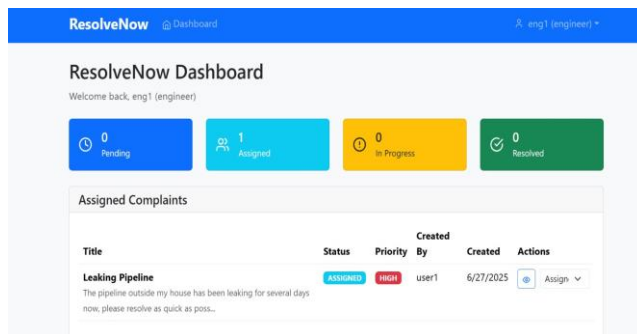 ResolveNow Dashboard eng1 (engineer)
ResolveNow Dashboard
Welcome back, eng1 (engineer)
0
Pending
1
Assigned
0
In Progress
0
Resolved
Assigned Complaints
Title Status Priority Created By Created Actions
Leaking Pipeline ASSIGNED HIGH user1 6/27/2025 Assign
The pipeline outside my house has been leaking for several days
now, please resolve as quick as poss...